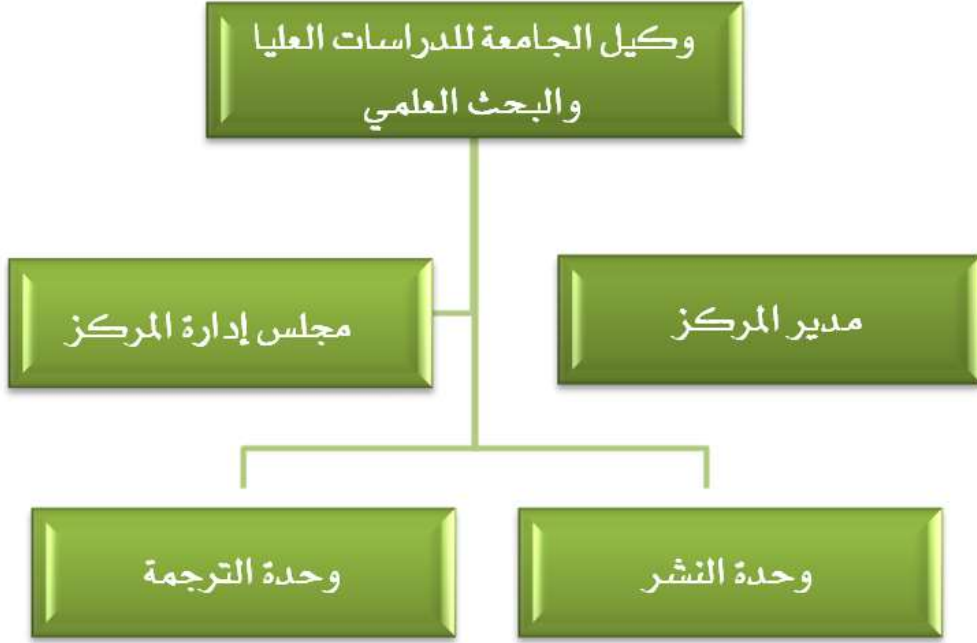 وكيل الجامعة للدراسات العليا
والبحث العلمي
مدير المركز
مجلس إدارة المركز
وحدة النشر
وحدة الترجمة